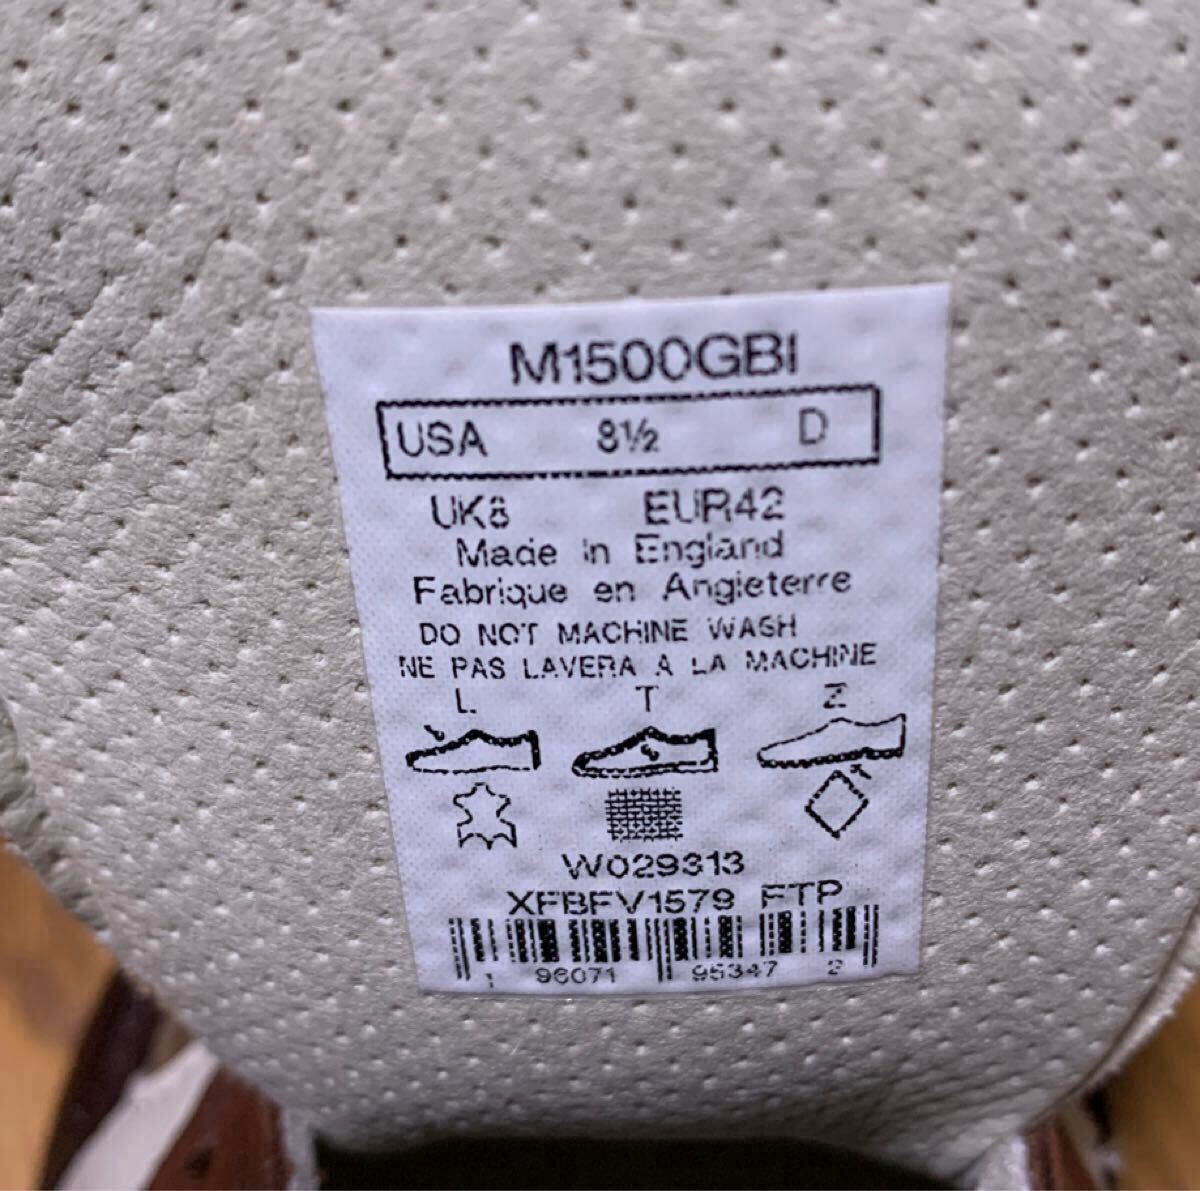 M1500GBI
USA 8½ D
UK8 EUR42
Made in England
Fabrique en Angleterre
DO NOT MACHINE WASH
NE PAS LAVERA A LA MACHINE
L T Z
W029313
XFBFV1579 FTP
1 96071 95347 2